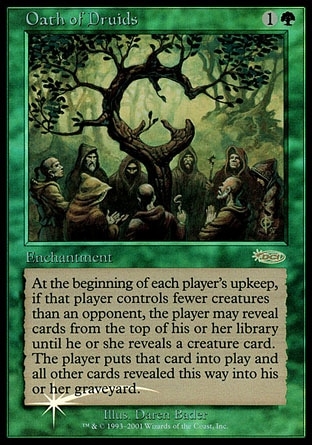 Oath of Druids 1
DCI
Enchantment
At the beginning of each player's upkeep,
if that player controls fewer creatures
than an opponent, the player may reveal
cards from the top of his or her library
until he or she reveals a creature card.
The player puts that card into play and
all other cards revealed this way into his
or her graveyard.
Illus. Daren Bader
™ & © 1993–2001 Wizards of the Coast, Inc.